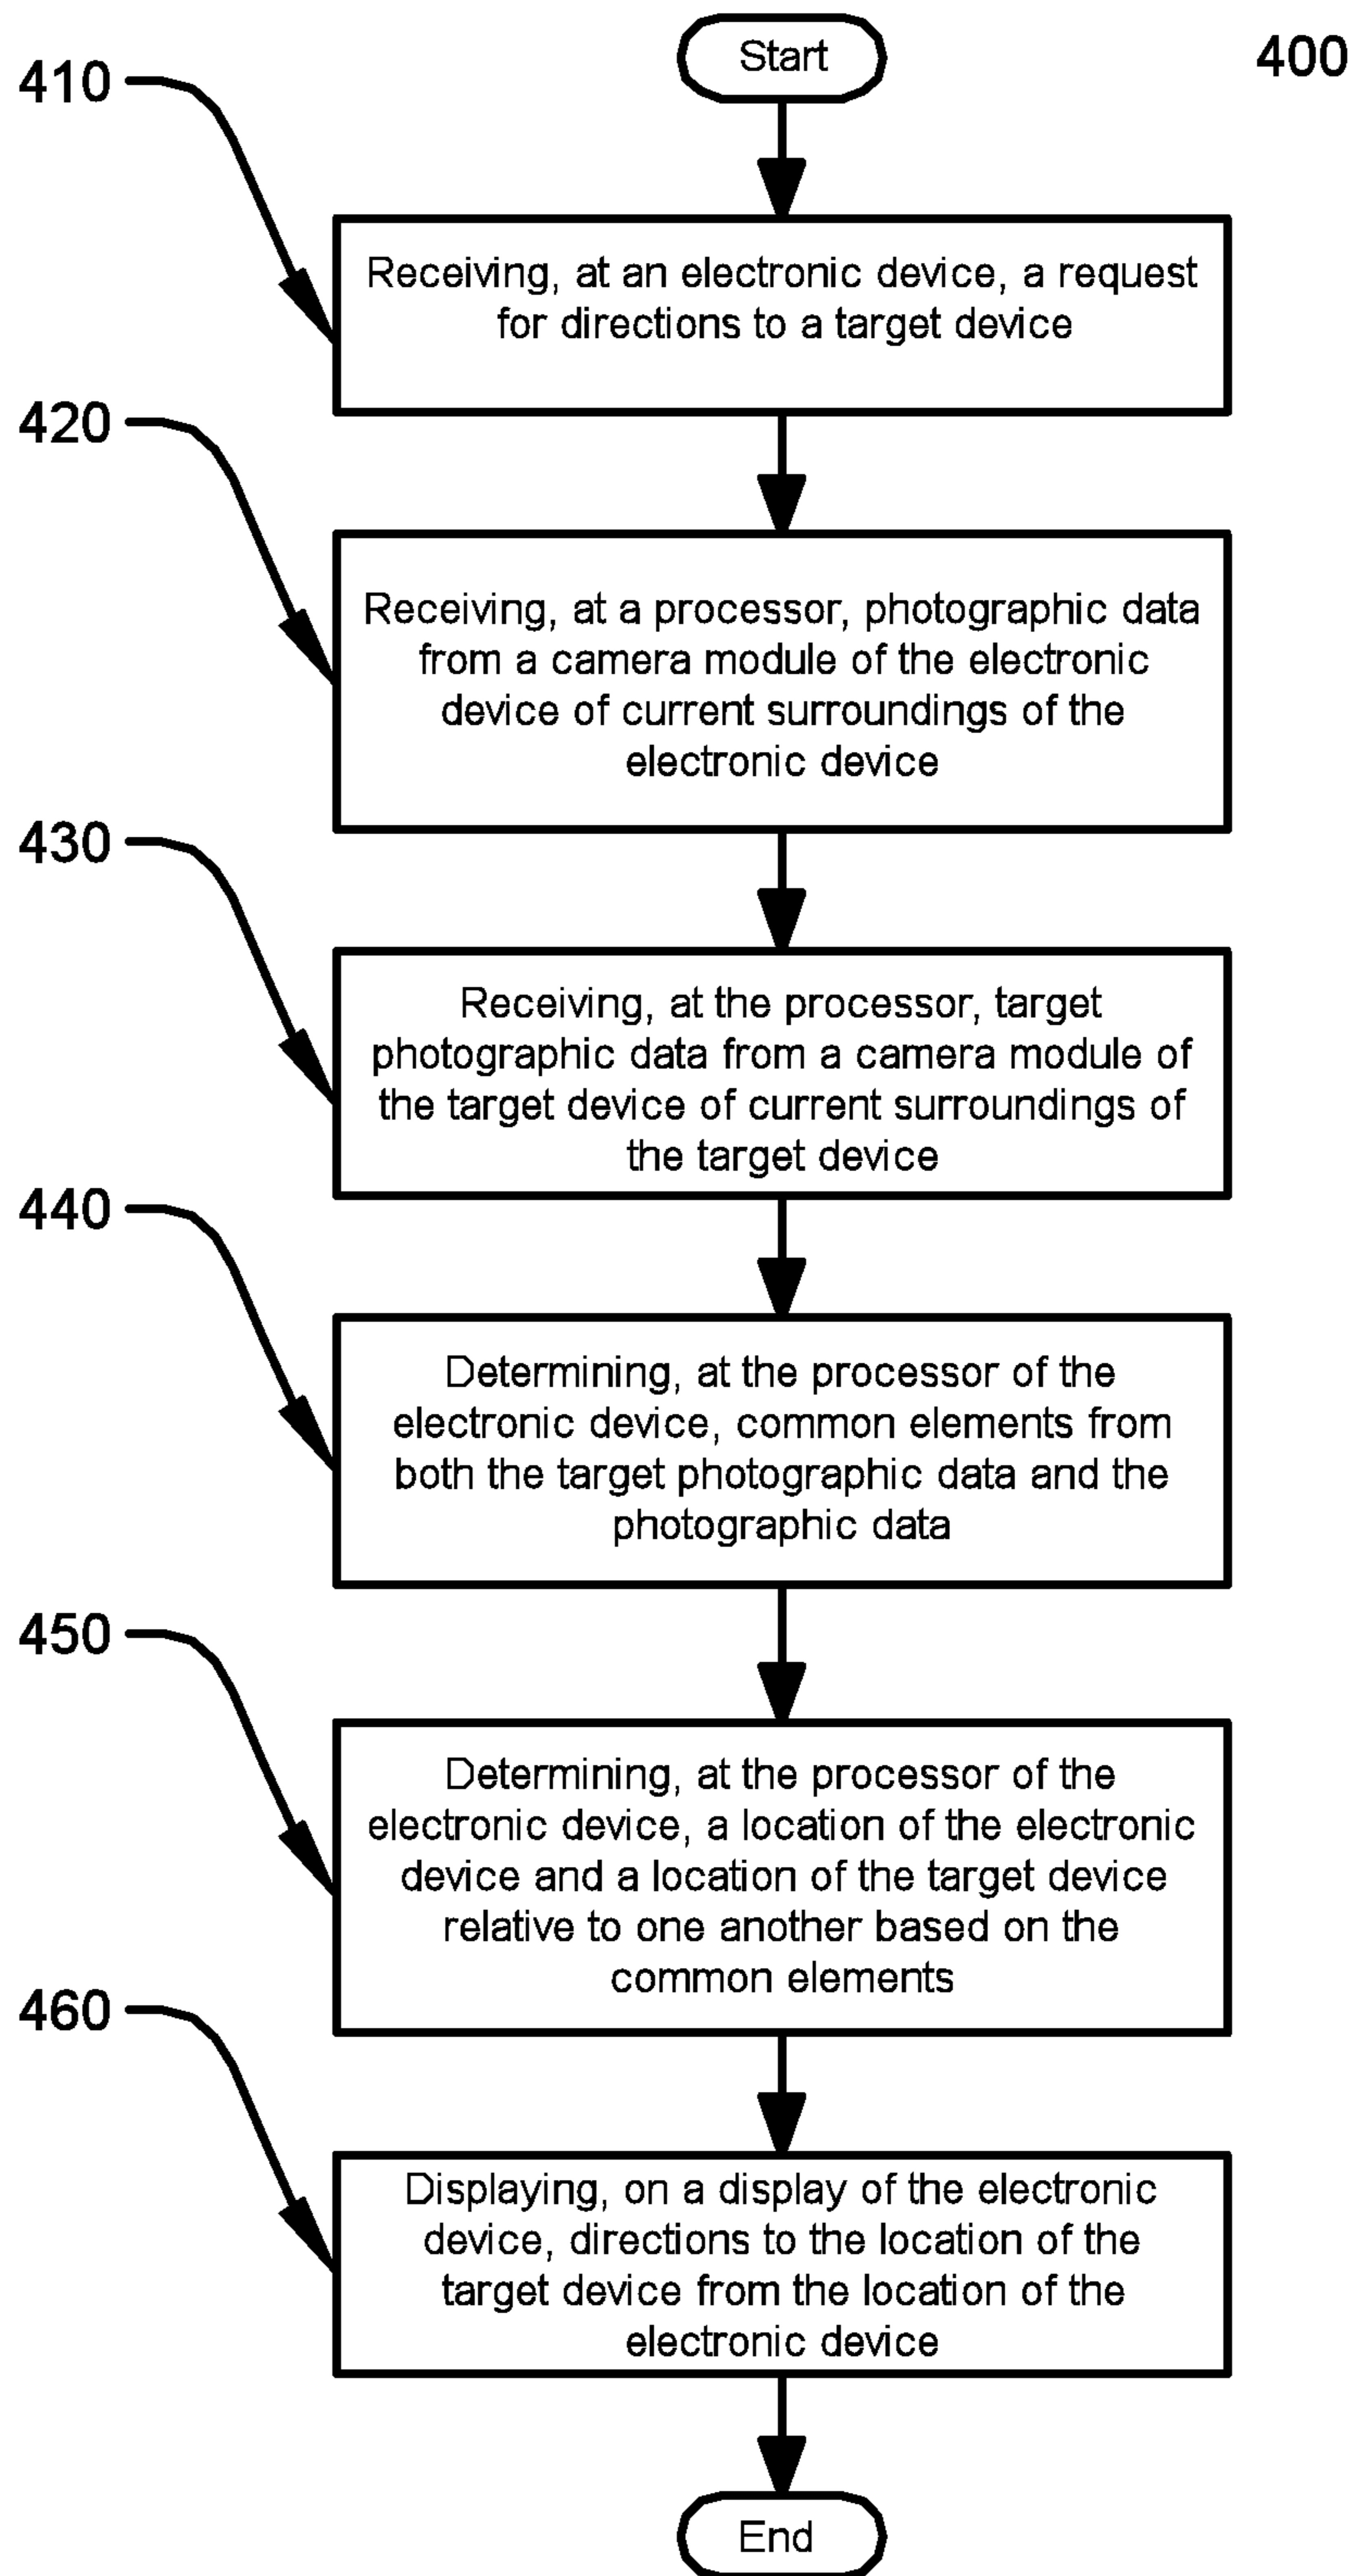 Start
400
410
Receiving, at an electronic device, a request
for directions to a target device
420
Receiving, at a processor, photographic data
from a camera module of the electronic
device of current surroundings of the
electronic device
430
Receiving, at the processor, target
photographic data from a camera module of
the target device of current surroundings of
the target device
440
Determining, at the processor of the
electronic device, common elements from
both the target photographic data and the
photographic data
450
Determining, at the processor of the
electronic device, a location of the electronic
device and a location of the target device
relative to one another based on the
common elements
460
Displaying, on a display of the electronic
device, directions to the location of the
target device from the location of the
electronic device
End